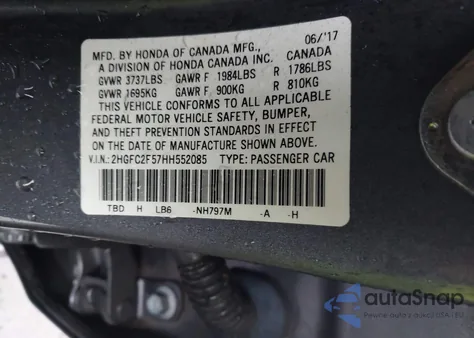 MFD. BY HONDA OF CANADA MFG., 06/'17
A DIVISION OF HONDA CANADA INC. CANADA
GVWR 3737LBS GAWR F 1984LBS R 1786LBS
GVWR 1695KG GAWR F 900KG R 810KG
THIS VEHICLE CONFORMS TO ALL APPLICABLE
FEDERAL MOTOR VEHICLE SAFETY, BUMPER,
AND THEFT PREVENTION STANDARDS IN EFFECT
ON THE DATE OF MANUFACTURE SHOWN ABOVE.
V.I.N.: 2HGFC2F57HH552085 TYPE: PASSENGER CAR
TBD H LB6 -NH797M -A -H
autoSnap